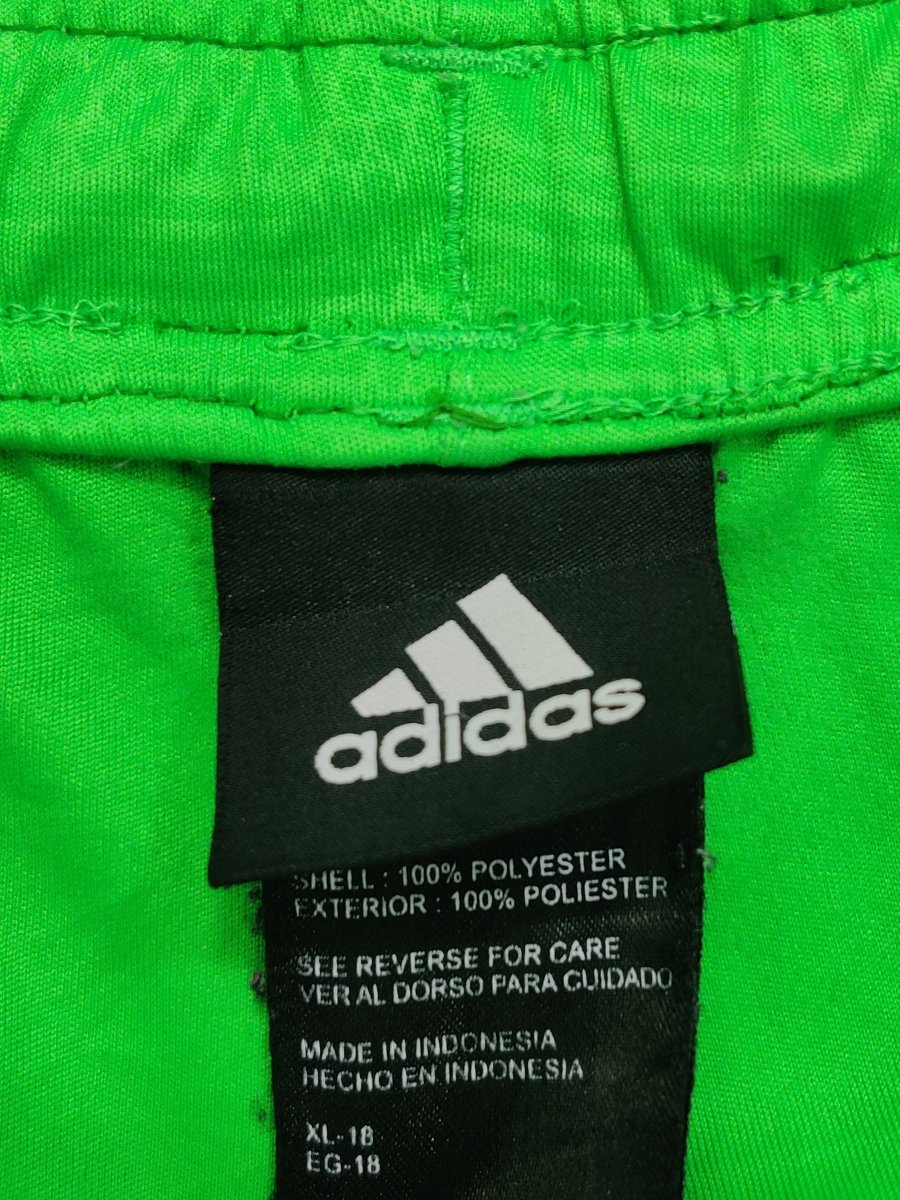 adidas
SHELL : 100% POLYESTER
EXTERIOR : 100% POLIESTER
SEE REVERSE FOR CARE
VER AL DORSO PARA CUIDADO
MADE IN INDONESIA
HECHO EN INDONESIA
XL-18
EG-18